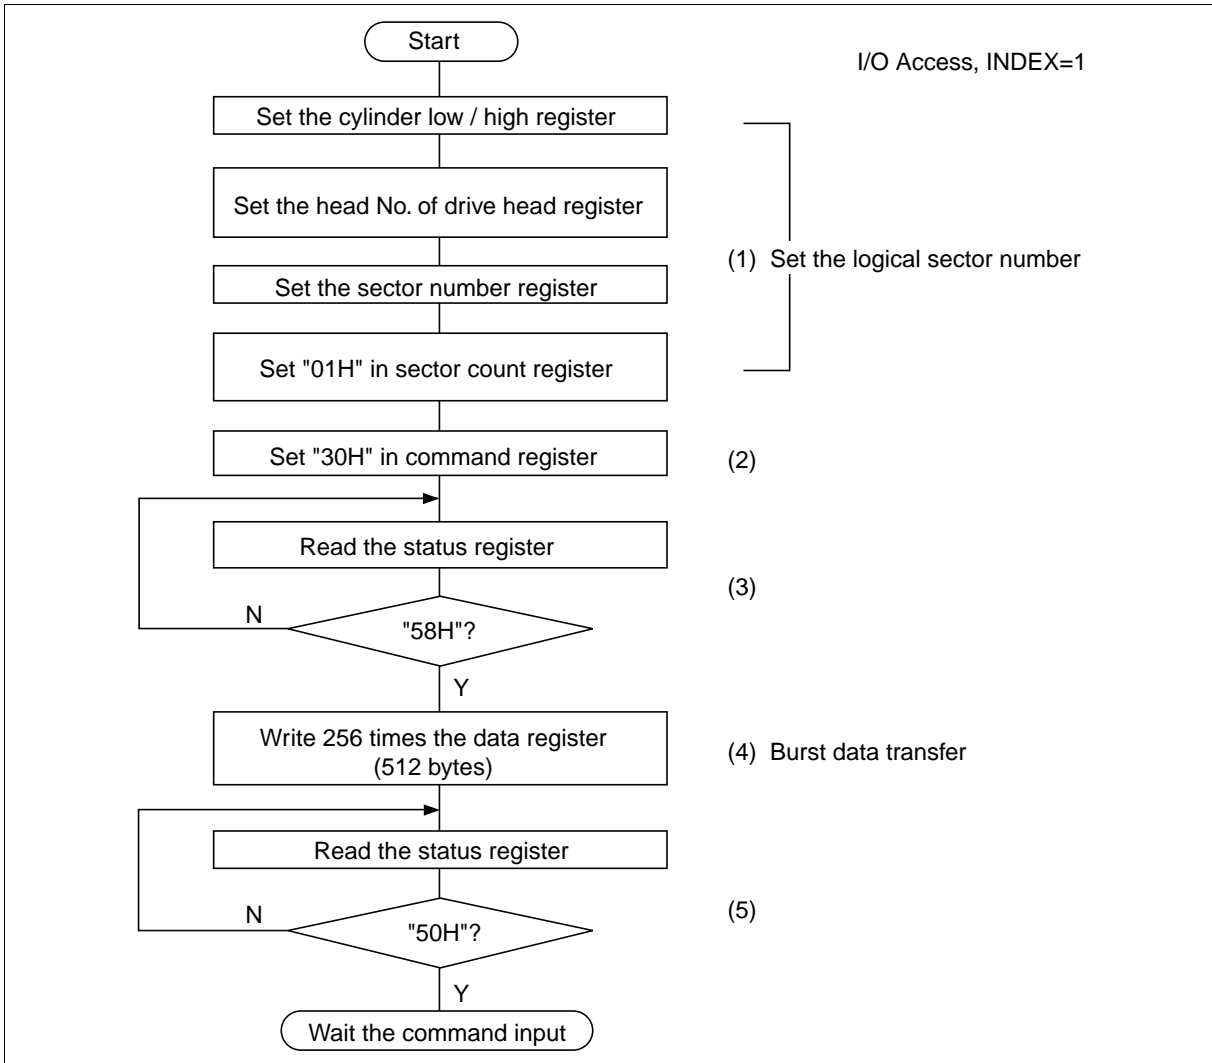 Start
I/O Access, INDEX=1
Set the cylinder low / high register
Set the head No. of drive head register
(1) Set the logical sector number
Set the sector number register
Set "01H" in sector count register
Set "30H" in command register
(2)
Read the status register
(3)
N
"58H"?
Y
Write 256 times the data register
(512 bytes)
(4) Burst data transfer
Read the status register
N
"50H"?
(5)
Y
Wait the command input